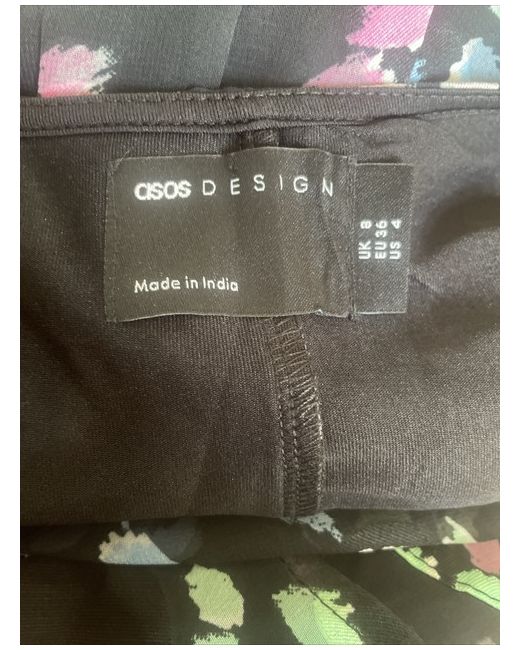 asos DESIGN
Made in India
UK 8
EU 36
US 4